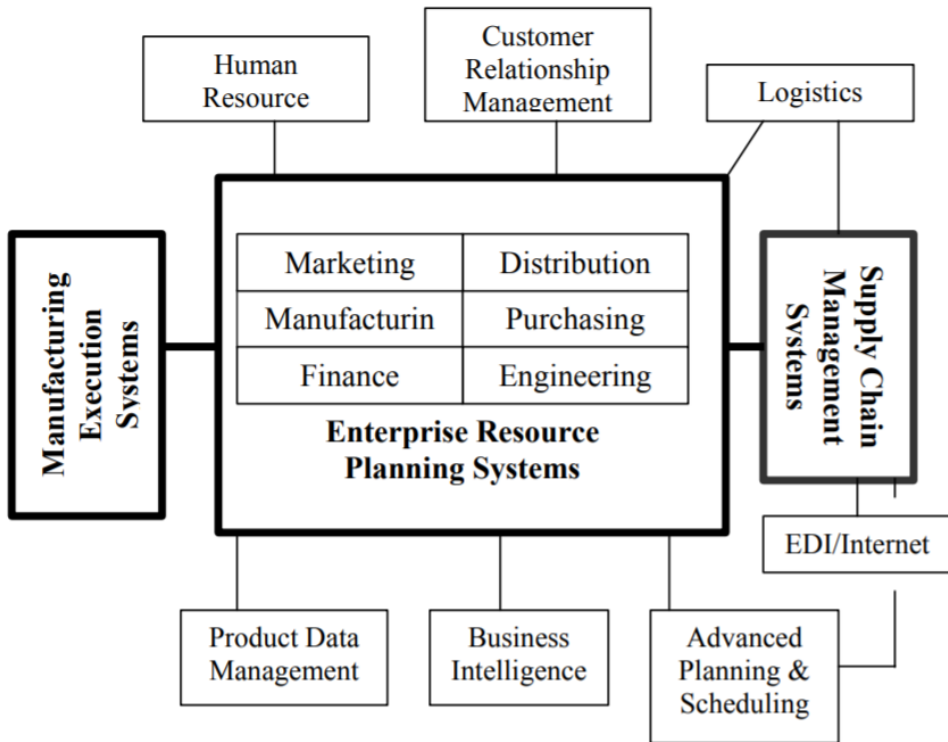 Human
Resource
Customer
Relationship
Management
Logistics
Manufacturing
Execution
Systems
Marketing
Distribution
Manufacturin
Purchasing
Finance
Engineering
Enterprise Resource
Planning Systems
Supply Chain
Management
Systems
EDI/Internet
Product Data
Management
Business
Intelligence
Advanced
Planning &
Scheduling